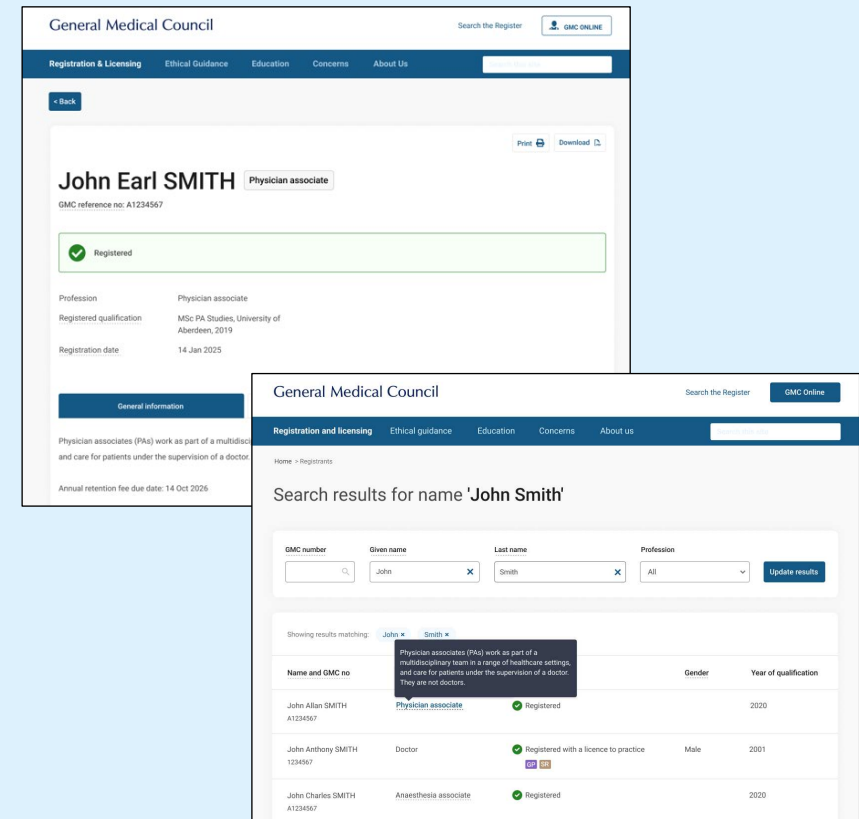 General Medical Council
Search the Register
GMC ONLINE
Registration & Licensing Ethical Guidance Education Concerns About Us
< Back
Print Download
John Earl SMITH Physician associate
GMC reference no: A1234567
Registered
Profession Physician associate
Registered qualification MSc PA Studies, University of
Aberdeen, 2019
Registration date 14 Jan 2025
General information
Physician associates (PAs) work as part of a
and care for patients under the supervision of a doctor.
Annual retention fee due date: 14 Oct 2026
General Medical Council
Search the Register
GMC Online
Registration and licensing Ethical guidance Education Concerns About us
Home > Registrants
Search results for name 'John Smith'
GMC number Given name Last name Profession
John × Smith × All Update results
Showing results matching: John × Smith ×
Physician associates (PAs) work as part of a
multidisciplinary team in a range of healthcare settings,
and care for patients under the supervision of a doctor.
They are not doctors.
Name and GMC no Gender Year of qualification
John Allan SMITH Physician associate Registered 2020
A1234567
John Anthony SMITH Doctor Registered with a licence to practice Male 2001
1234567 GP SR
John Charles SMITH Anaesthesia associate Registered 2020
A1234567